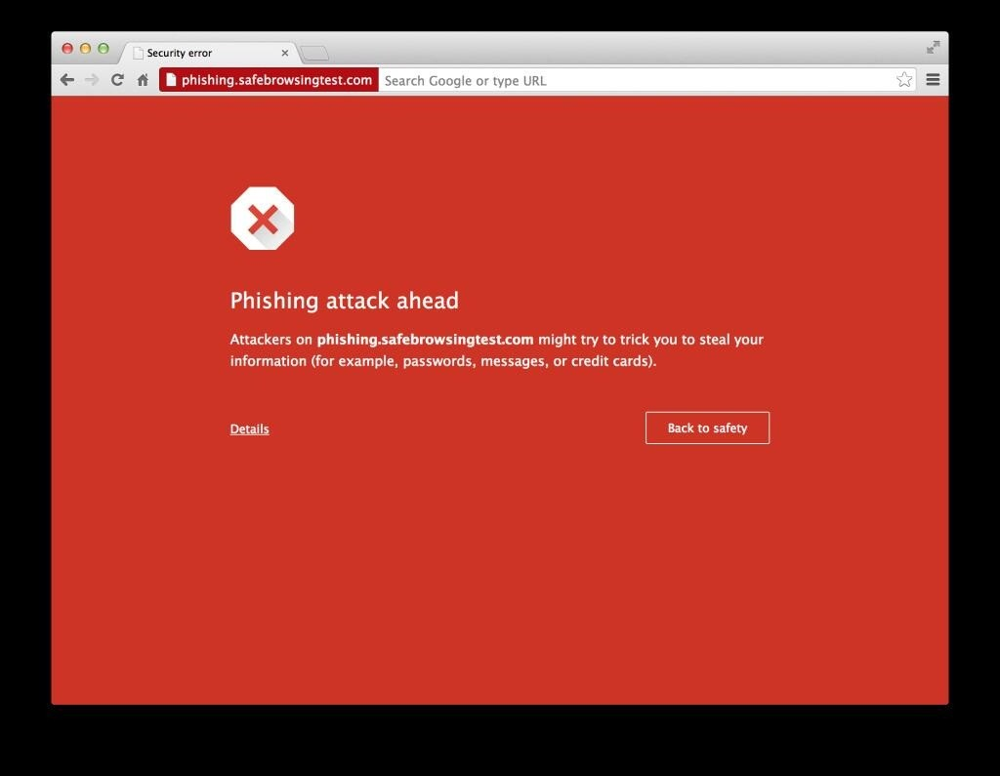 Security error
phishing.safebrowsingtest.com Search Google or type URL
Phishing attack ahead
Attackers on phishing.safebrowsingtest.com might try to trick you to steal your
information (for example, passwords, messages, or credit cards).
Details
Back to safety